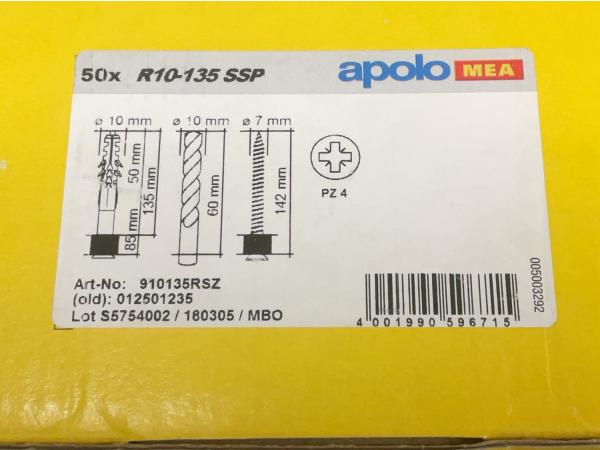 50x R10-135 SSP
apolo MEA
ø 10 mm
ø 10 mm
ø 7 mm
50 mm
135 mm
85 mm
60 mm
142 mm
PZ 4
Art-No: 910135RSZ
(old): 012501235
Lot S5754002 / 180305 / MBO
4 001990 596715
005003292